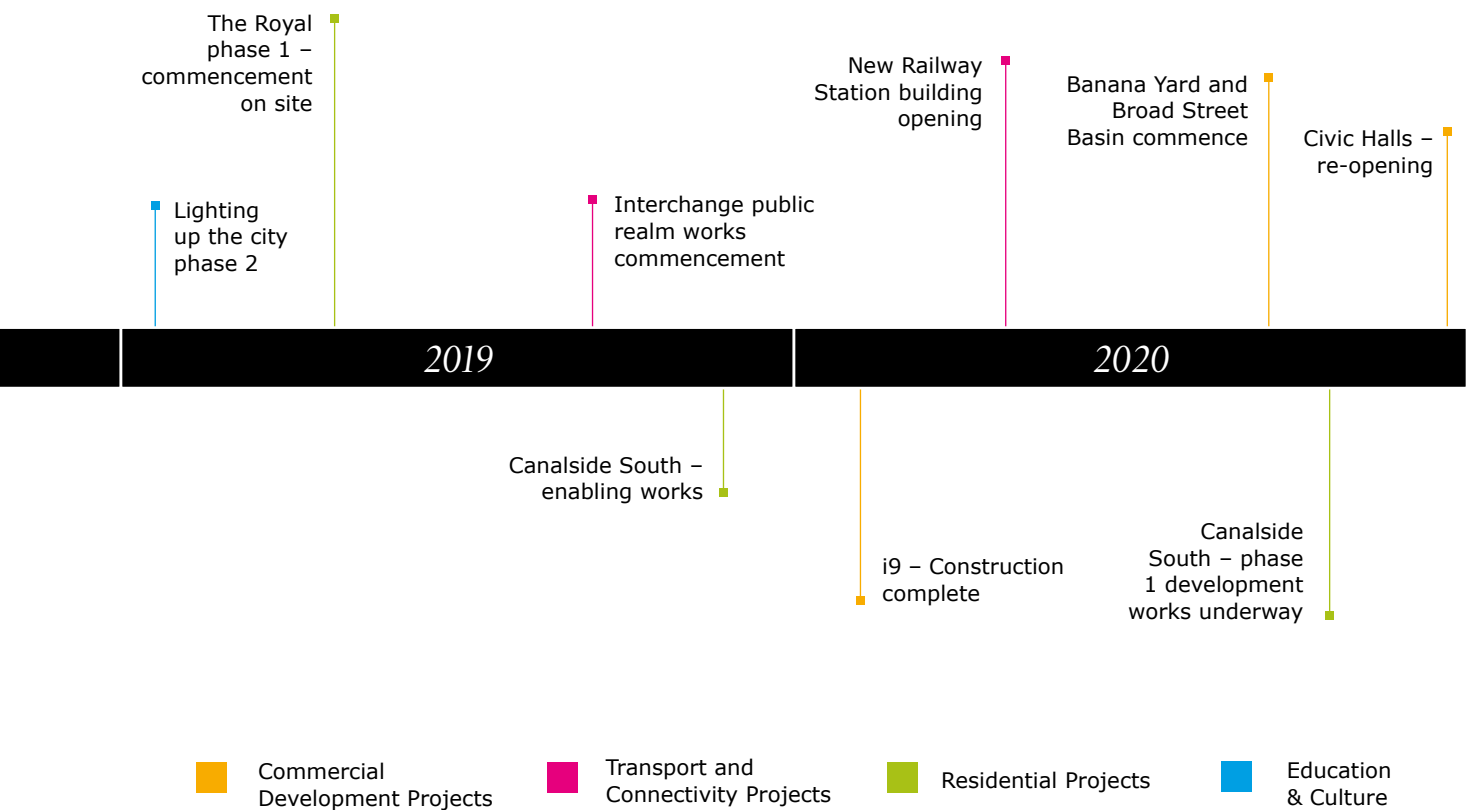 The Royal
phase 1 –
commencement
on site
New Railway
Station building
opening
Banana Yard and
Broad Street
Basin commence
Civic Halls –
re-opening
Lighting
up the city
phase 2
Interchange public
realm works
commencement
2019
2020
Canalside South –
enabling works
i9 – Construction
complete
Canalside
South – phase
1 development
works underway
Commercial
Development Projects
Transport and
Connectivity Projects
Residential Projects
Education
& Culture